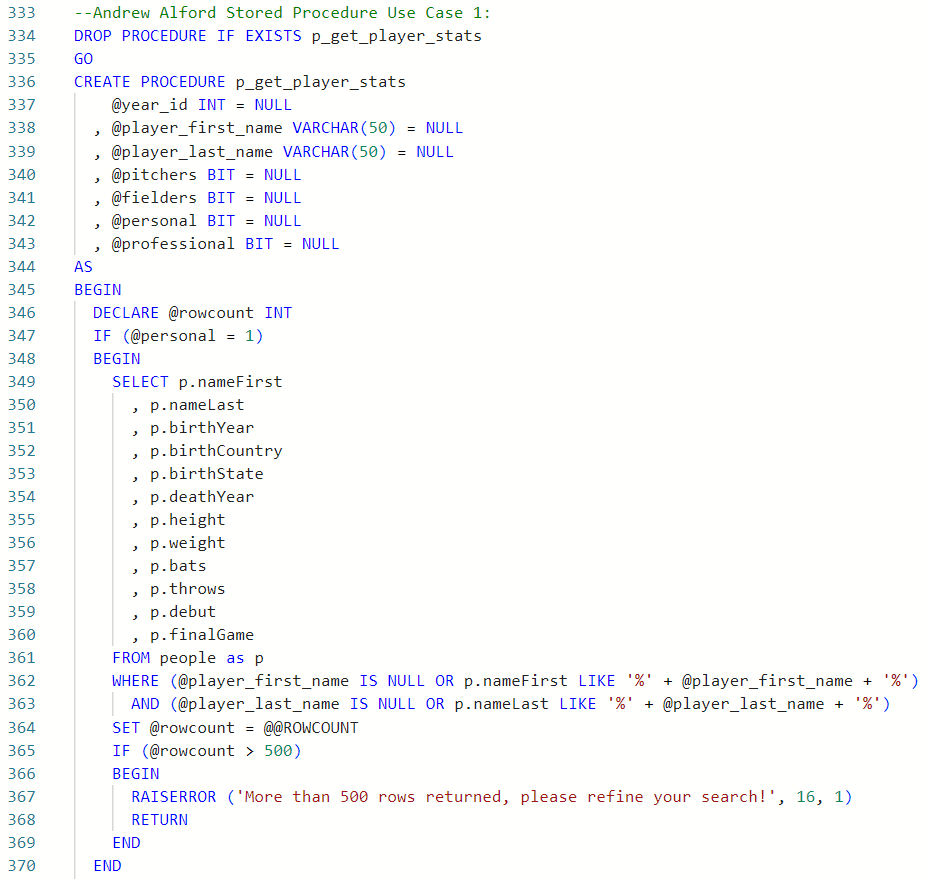 333 --Andrew Alford Stored Procedure Use Case 1:
334 DROP PROCEDURE IF EXISTS p_get_player_stats
335 GO
336 CREATE PROCEDURE p_get_player_stats
337 @year_id INT = NULL
338 , @player_first_name VARCHAR(50) = NULL
339 , @player_last_name VARCHAR(50) = NULL
340 , @pitchers BIT = NULL
341 , @fielders BIT = NULL
342 , @personal BIT = NULL
343 , @professional BIT = NULL
344 AS
345 BEGIN
346 DECLARE @rowcount INT
347 IF (@personal = 1)
348 BEGIN
349 SELECT p.nameFirst
350 , p.nameLast
351 , p.birthYear
352 , p.birthCountry
353 , p.birthState
354 , p.deathYear
355 , p.height
356 , p.weight
357 , p.bats
358 , p.throws
359 , p.debut
360 , p.finalGame
361 FROM people as p
362 WHERE (@player_first_name IS NULL OR p.nameFirst LIKE '%' + @player_first_name + '%')
363 AND (@player_last_name IS NULL OR p.nameLast LIKE '%' + @player_last_name + '%')
364 SET @rowcount = @@ROWCOUNT
365 IF (@rowcount > 500)
366 BEGIN
367 RAISERROR ('More than 500 rows returned, please refine your search!', 16, 1)
368 RETURN
369 END
370 END